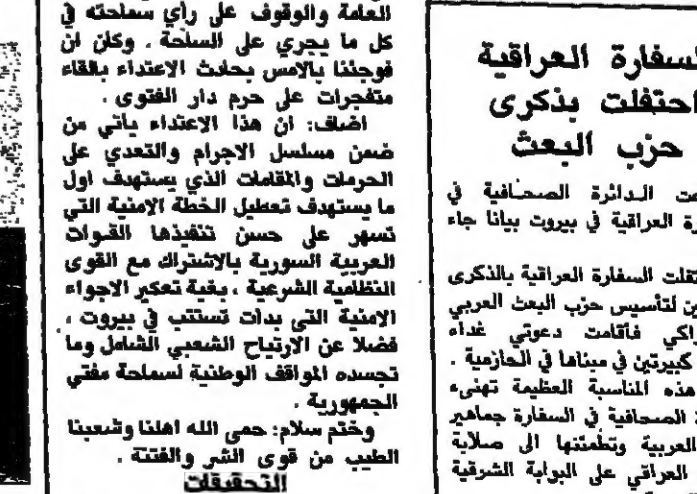 السفارة العراقية
احتفلت بذكرى
حزب البعث
الدائرة الصحافية في
العراقية في بيروت بيانا جاء
السفارة العراقية بالذكرى
لتأسيس حزب البعث العربي
فأقامت دعوتي غداء
كبيرتين في مبناها في الحازمية .
هذه المناسبة العظيمة تهنىء
الصحافية في السفارة جماهير
العربية وتطمئنها الى صلابة
العراقي على البوابة الشرقية
العامة والوقوف على رأي سماحته في
كل ما يجري على الساحة . وكان ان
فوجئنا بالامس بحادث الاعتداء بالقاء
متفجرات على حرم دار الفتوى .
اضاف: ان هذا الاعتداء ياتي من
ضمن مسلسل الاجرام والتعدي على
الحرمات والمقامات الذي يستهدف اول
ما يستهدف تعطيل الخطة الامنية التي
تسهر على حسن تنفيذها القوات
العربية السورية بالاشتراك مع القوى
النظامية الشرعية ، بغية تعكير الاجواء
الامنية التي بدات تستتب في بيروت ،
فضلا عن الارتياح الشعبي الشامل وما
تجسده المواقف الوطنية لسماحة مفتي
الجمهورية .
وختم سلام: حمى الله اهلنا وشعبنا
الطيب من قوى الشر والفتنة .
التحقيقات